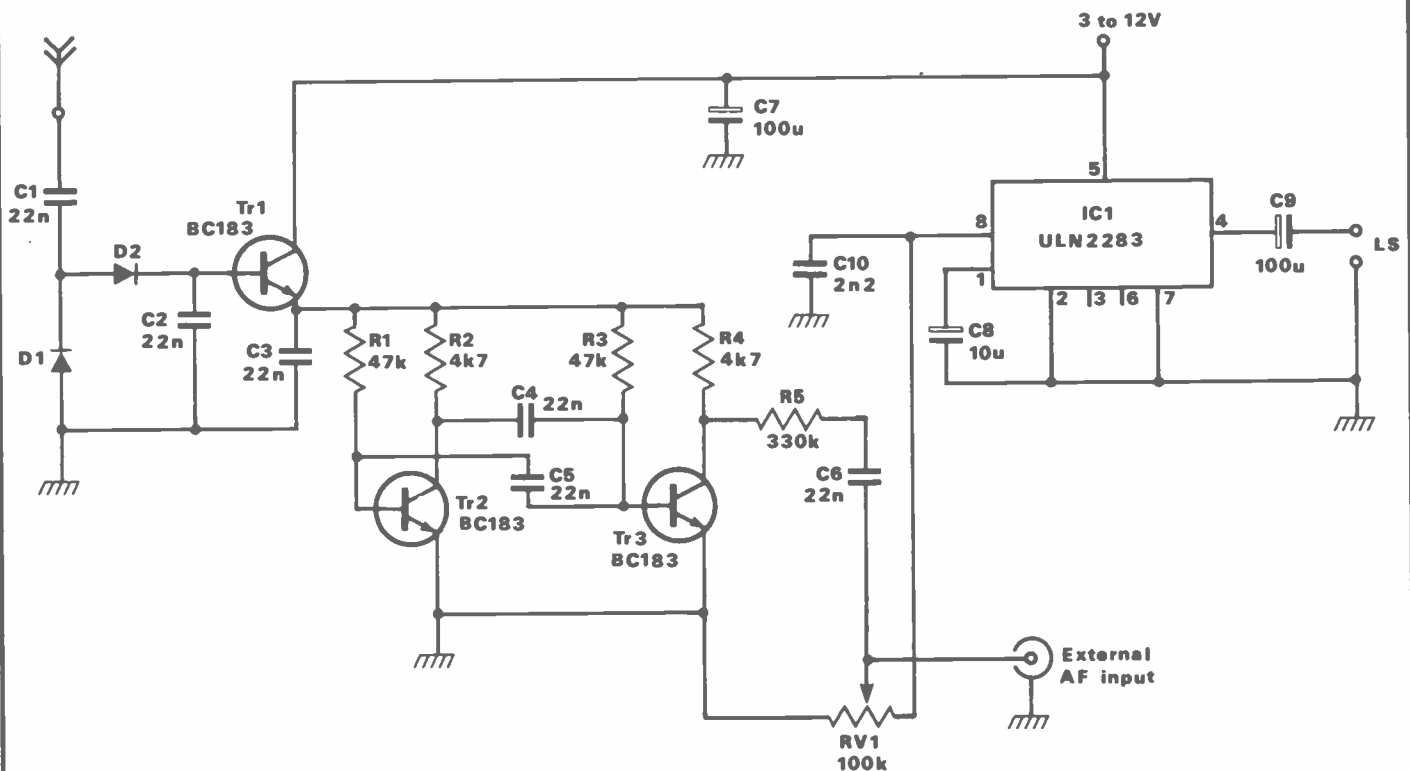 3 to 12V
C7
100u
C1
22n
Tr1
BC183
D2
C2
22n
D1
C3
22n
R1
47k
R2
4k7
R3
47k
R4
4k7
C4
22n
C5
22n
Tr2
BC183
Tr3
BC183
R5
330k
C6
22n
C10
2n2
8
1
5
IC1
ULN2283
4
2
3
6
7
C8
10u
C9
100u
LS
External
AF input
RV1
100k